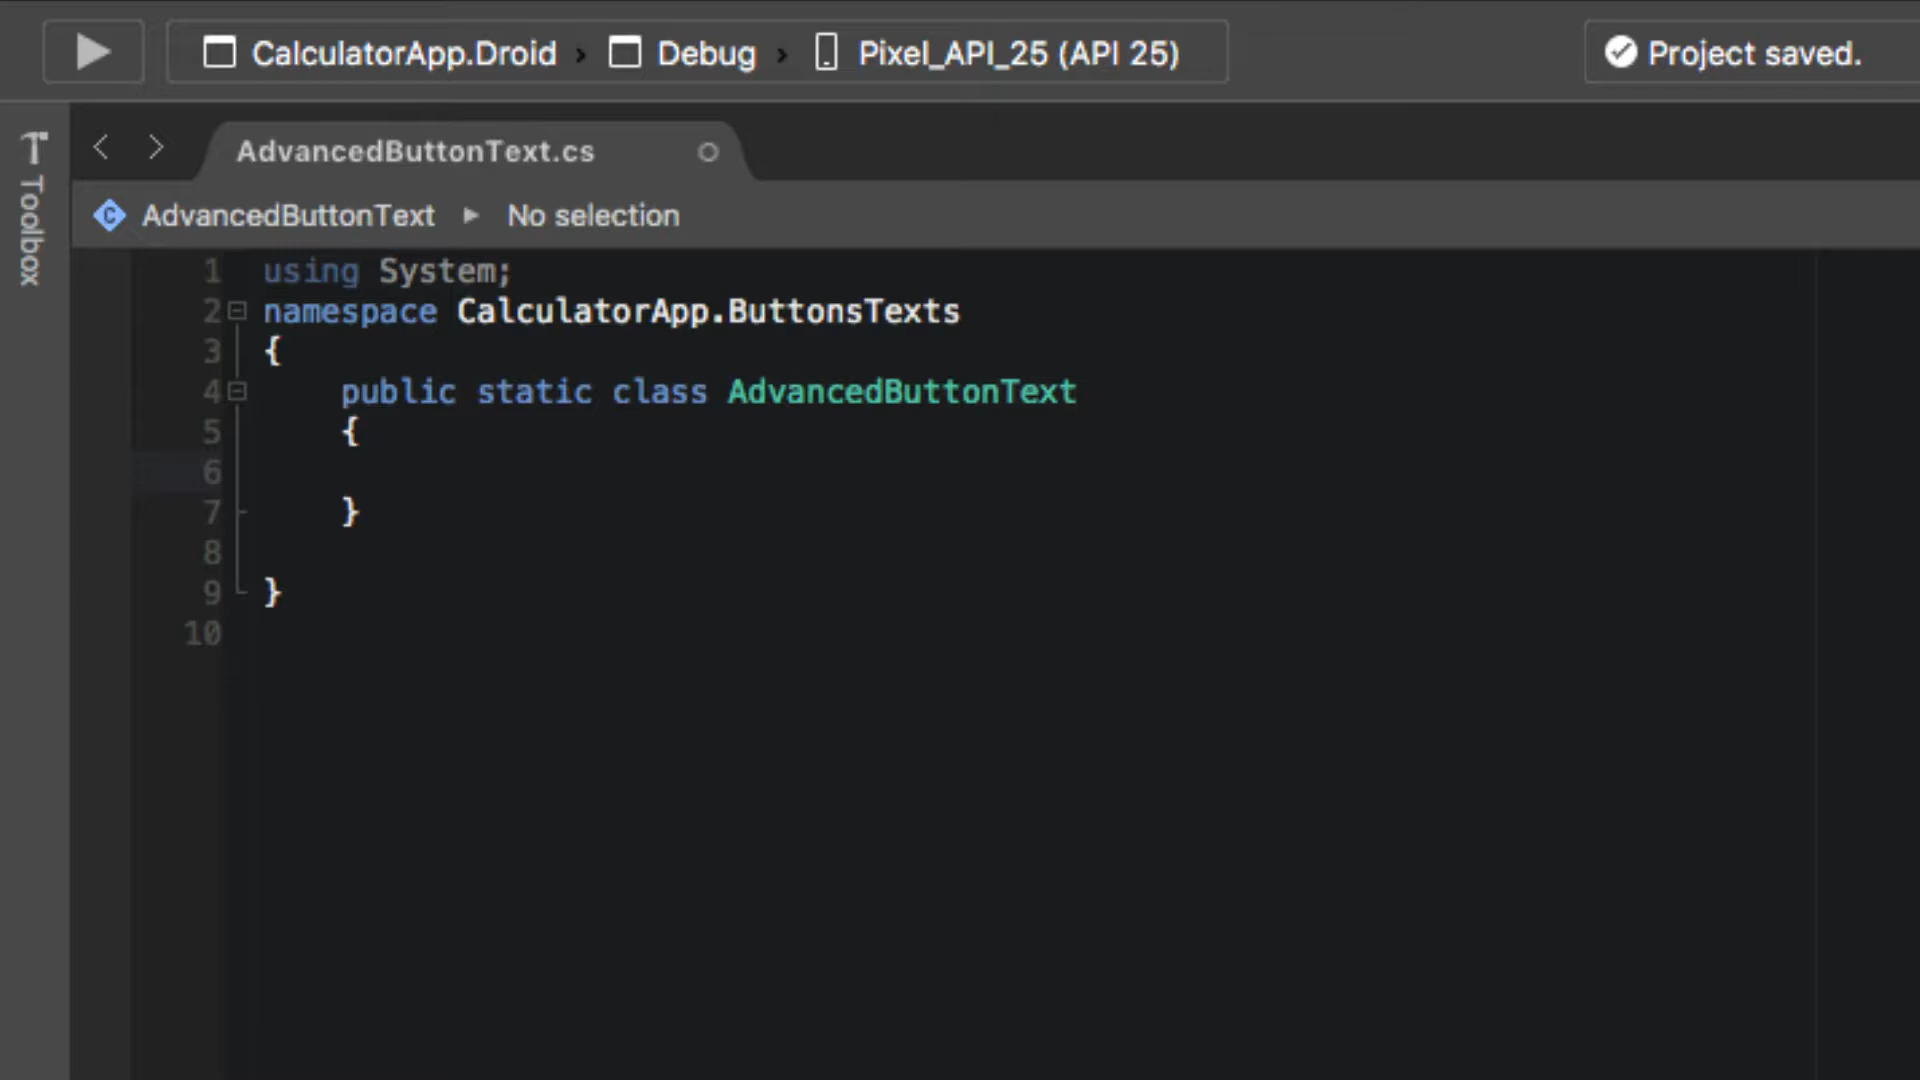 CalculatorApp.Droid › Debug › Pixel_API_25 (API 25)
Project saved.
Toolbox
AdvancedButtonText.cs
AdvancedButtonText ▸ No selection
1 using System;
2 namespace CalculatorApp.ButtonsTexts
3 {
4 public static class AdvancedButtonText
5 {
6
7 }
8
9 }
10